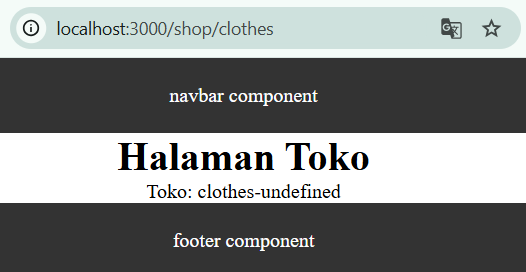 localhost:3000/shop/clothes
navbar component
Halaman Toko
Toko: clothes-undefined
footer component